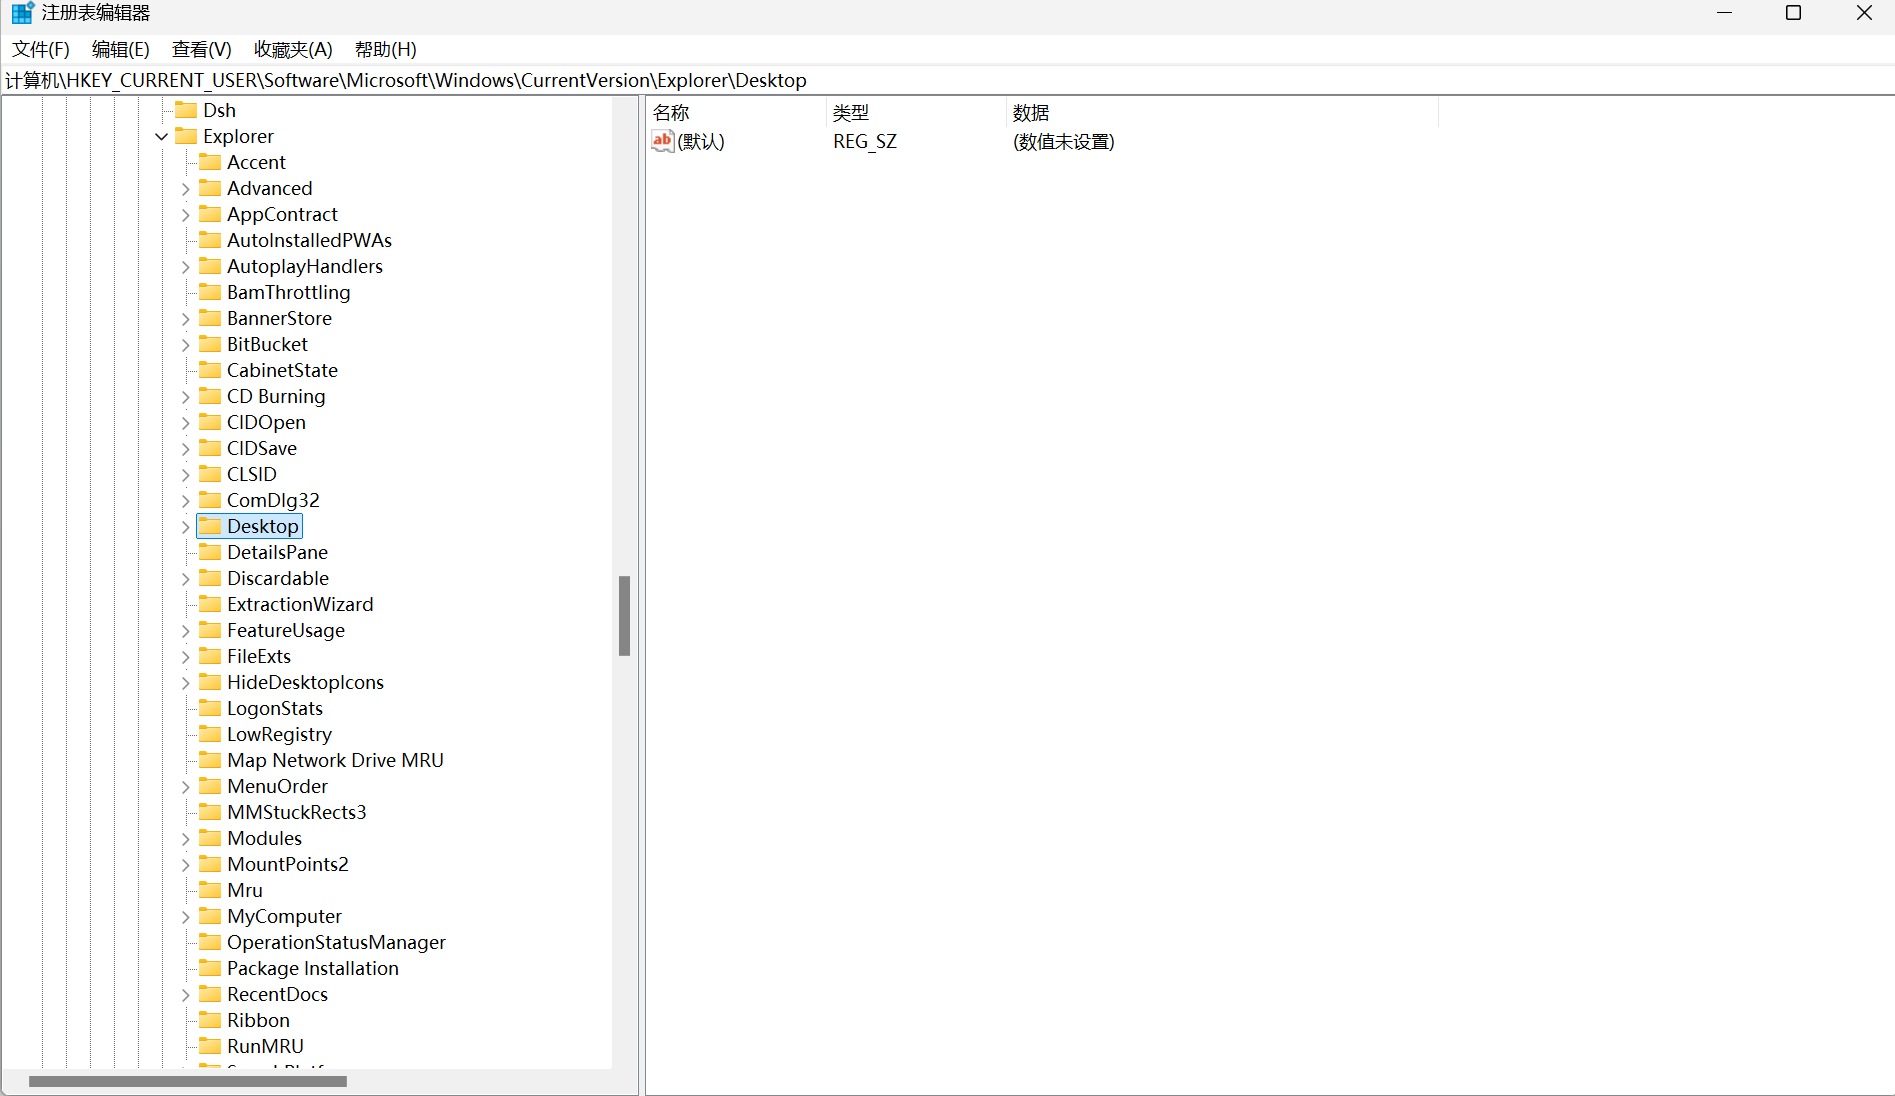 注册表编辑器
文件(F) 编辑(E) 查看(V) 收藏夹(A) 帮助(H)
计算机\HKEY_CURRENT_USER\Software\Microsoft\Windows\CurrentVersion\Explorer\Desktop
Dsh
Explorer
Accent
Advanced
AppContract
AutoInstalledPWAs
AutoplayHandlers
BamThrottling
BannerStore
BitBucket
CabinetState
CD Burning
CIDOpen
CIDSave
CLSID
ComDlg32
Desktop
DetailsPane
Discardable
ExtractionWizard
FeatureUsage
FileExts
HideDesktopIcons
LogonStats
LowRegistry
Map Network Drive MRU
MenuOrder
MMStuckRects3
Modules
MountPoints2
Mru
MyComputer
OperationStatusManager
Package Installation
RecentDocs
Ribbon
RunMRU
名称 类型 数据
ab (默认) REG_SZ (数值未设置)